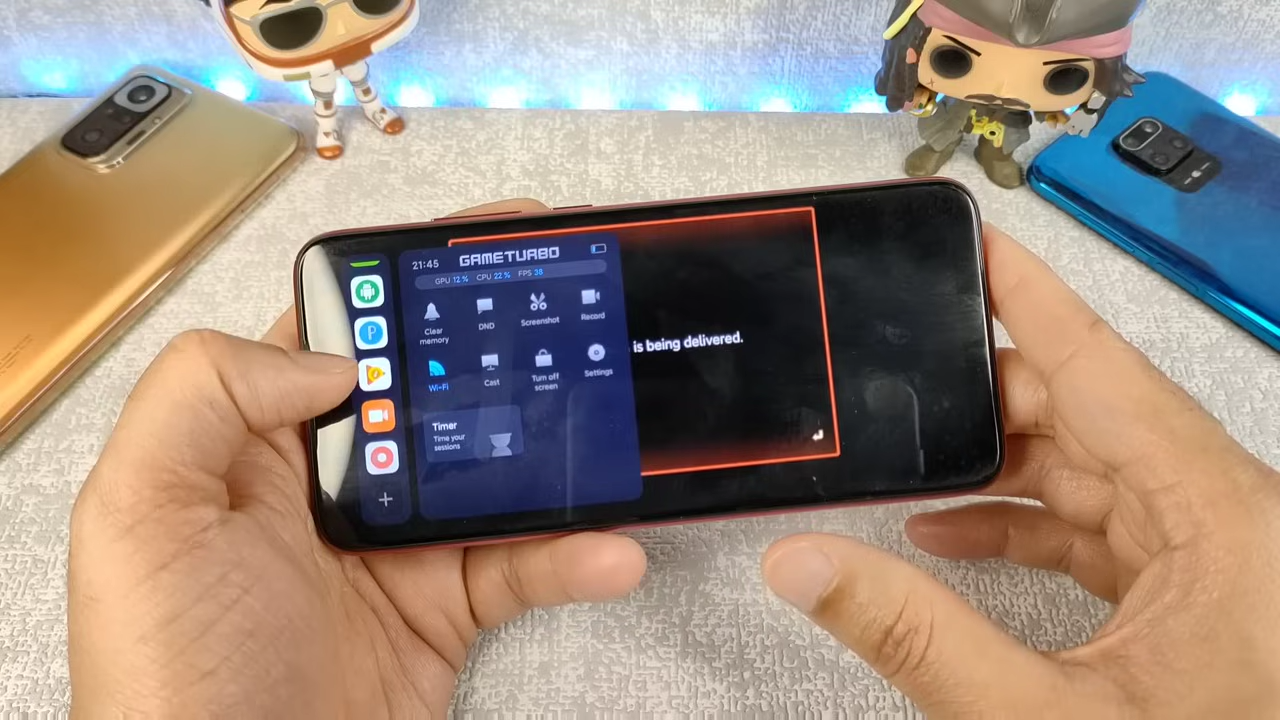 21:45 GAMETURBO
GPU 12 % CPU 22 % FPS 36
Clear
memory
DND
Screenshot
Record
Wi-Fi
Cast
Turn off
screen
Settings
is being delivered.
Timer
Time your
sessions